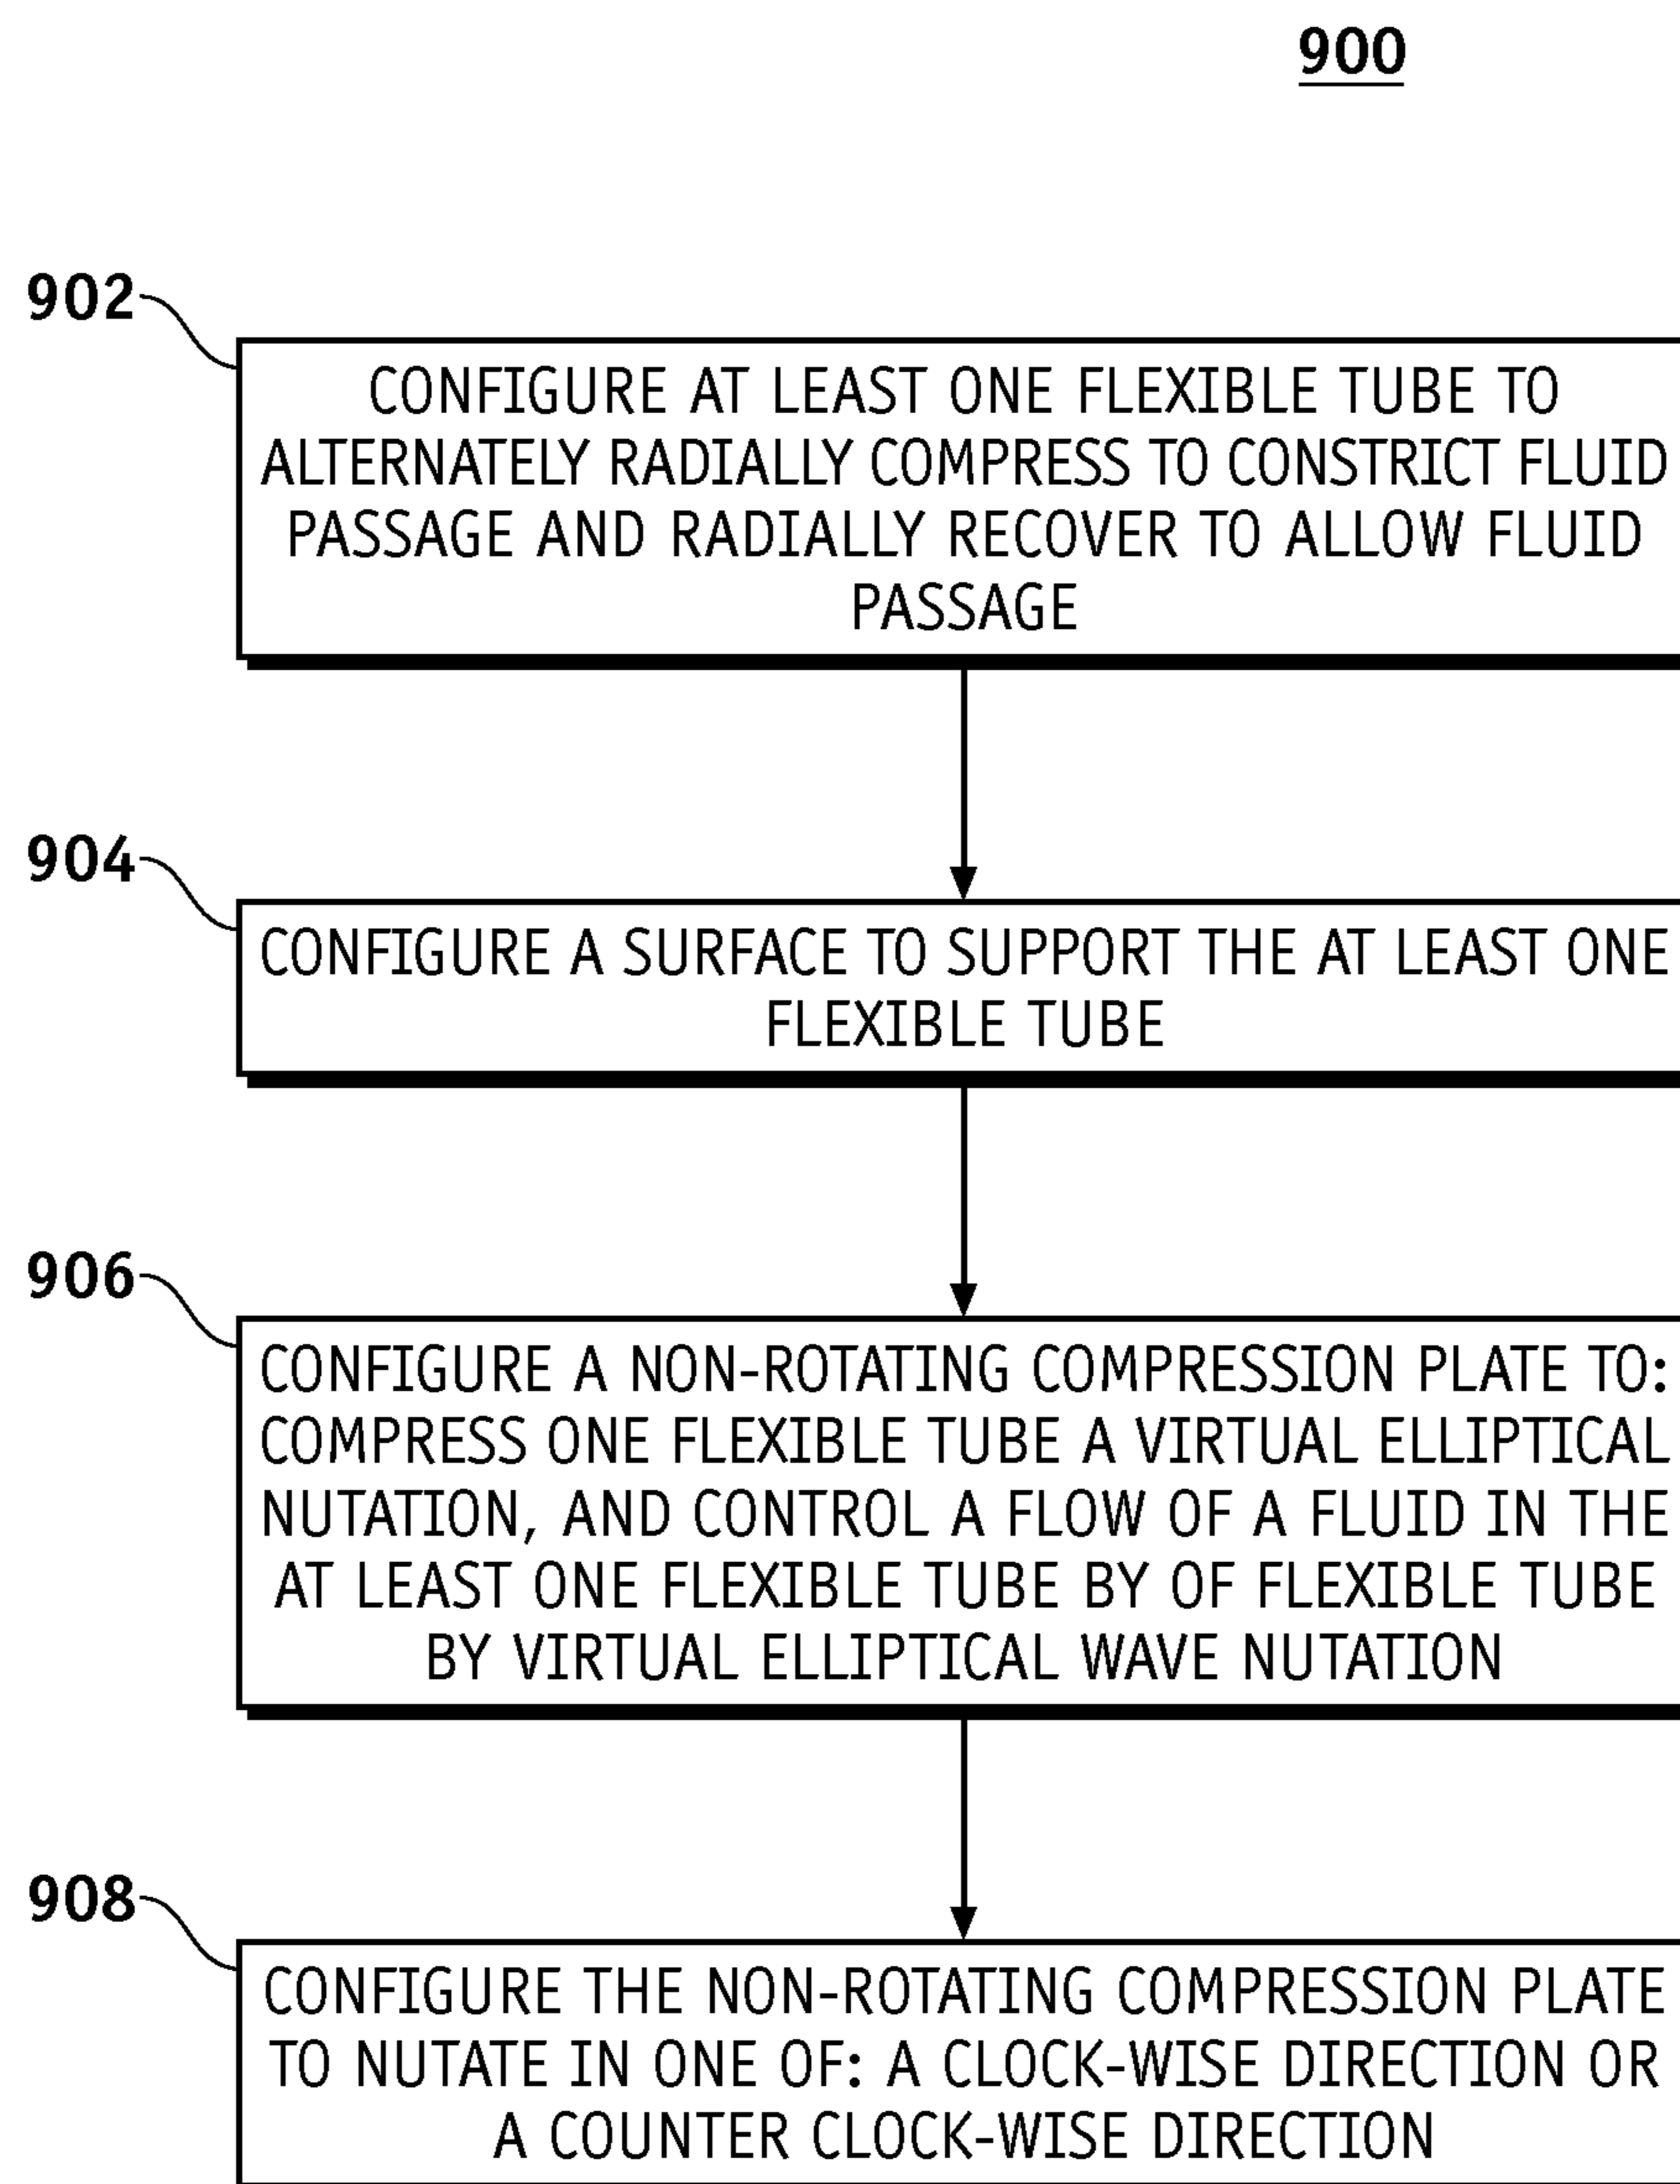 900
902
CONFIGURE AT LEAST ONE FLEXIBLE TUBE TO
ALTERNATELY RADIALLY COMPRESS TO CONSTRICT FLUID
PASSAGE AND RADIALLY RECOVER TO ALLOW FLUID
PASSAGE
904
CONFIGURE A SURFACE TO SUPPORT THE AT LEAST ONE
FLEXIBLE TUBE
906
CONFIGURE A NON-ROTATING COMPRESSION PLATE TO:
COMPRESS ONE FLEXIBLE TUBE A VIRTUAL ELLIPTICAL
NUTATION, AND CONTROL A FLOW OF A FLUID IN THE
AT LEAST ONE FLEXIBLE TUBE BY OF FLEXIBLE TUBE
BY VIRTUAL ELLIPTICAL WAVE NUTATION
908
CONFIGURE THE NON-ROTATING COMPRESSION PLATE
TO NUTATE IN ONE OF: A CLOCK-WISE DIRECTION OR
A COUNTER CLOCK-WISE DIRECTION